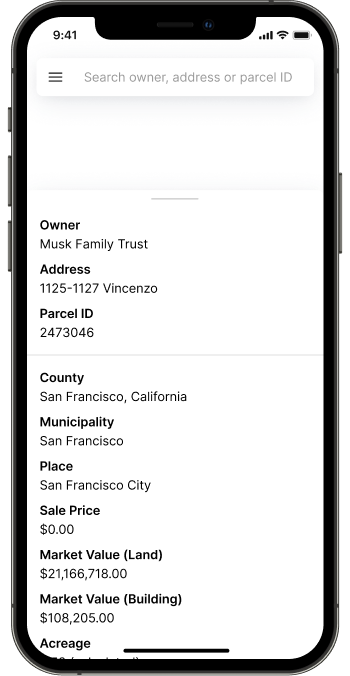 9:41
Search owner, address or parcel ID
Owner
Musk Family Trust
Address
1125-1127 Vincenzo
Parcel ID
2473046
County
San Francisco, California
Municipality
San Francisco
Place
San Francisco City
Sale Price
$0.00
Market Value (Land)
$21,166,718.00
Market Value (Building)
$108,205.00
Acreage